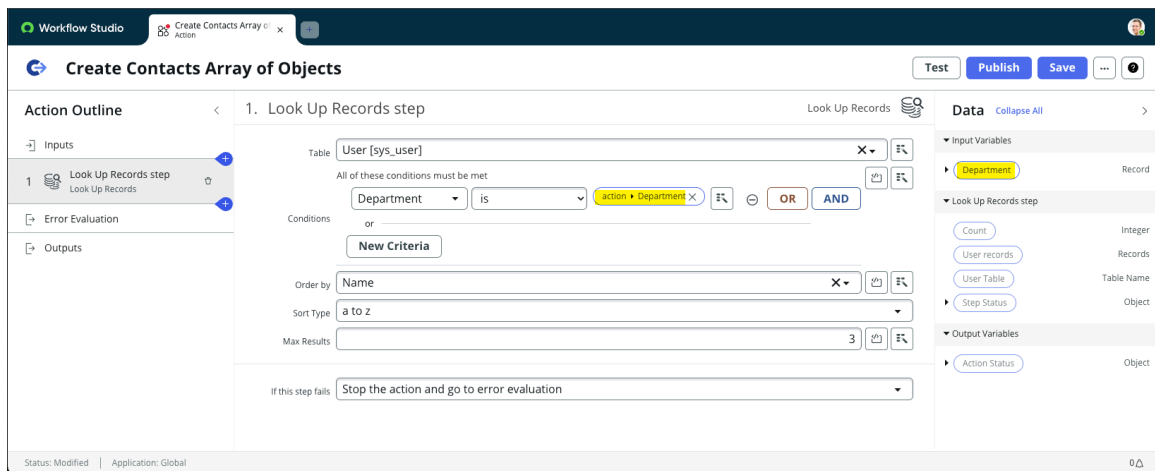 Workflow Studio
Create Contacts Array of
Action
Create Contacts Array of Objects
Test Publish Save ...
Action Outline
Inputs
1 Look Up Records step
Look Up Records
Error Evaluation
Outputs
1. Look Up Records step
Look Up Records
Table User [sys_user]
All of these conditions must be met
Conditions
Department is action ▸ Department OR AND
or
New Criteria
Order by Name
Sort Type a to z
Max Results 3
If this step fails Stop the action and go to error evaluation
Data Collapse All
Input Variables
Department Record
Look Up Records step
Count Integer
User records Records
User Table Table Name
Step Status Object
Output Variables
Action Status Object
Status: Modified | Application: Global
0